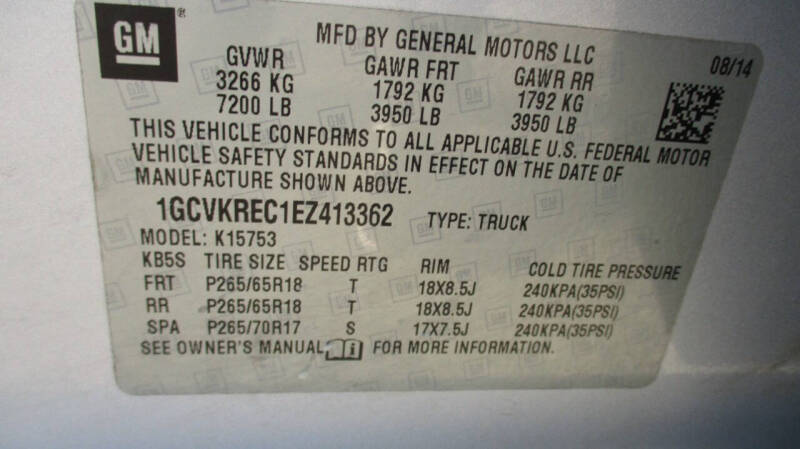 GM
MFD BY GENERAL MOTORS LLC
08/14
GVWR GAWR FRT GAWR RR
3266 KG 1792 KG 1792 KG
7200 LB 3950 LB 3950 LB
THIS VEHICLE CONFORMS TO ALL APPLICABLE U.S. FEDERAL MOTOR
VEHICLE SAFETY STANDARDS IN EFFECT ON THE DATE OF
MANUFACTURE SHOWN ABOVE.
1GCVKREC1EZ413362 TYPE: TRUCK
MODEL: K15753
KB5S TIRE SIZE SPEED RTG RIM COLD TIRE PRESSURE
FRT P265/65R18 T 18X8.5J 240KPA(35PSI)
RR P265/65R18 T 18X8.5J 240KPA(35PSI)
SPA P265/70R17 S 17X7.5J 240KPA(35PSI)
SEE OWNER'S MANUAL FOR MORE INFORMATION.